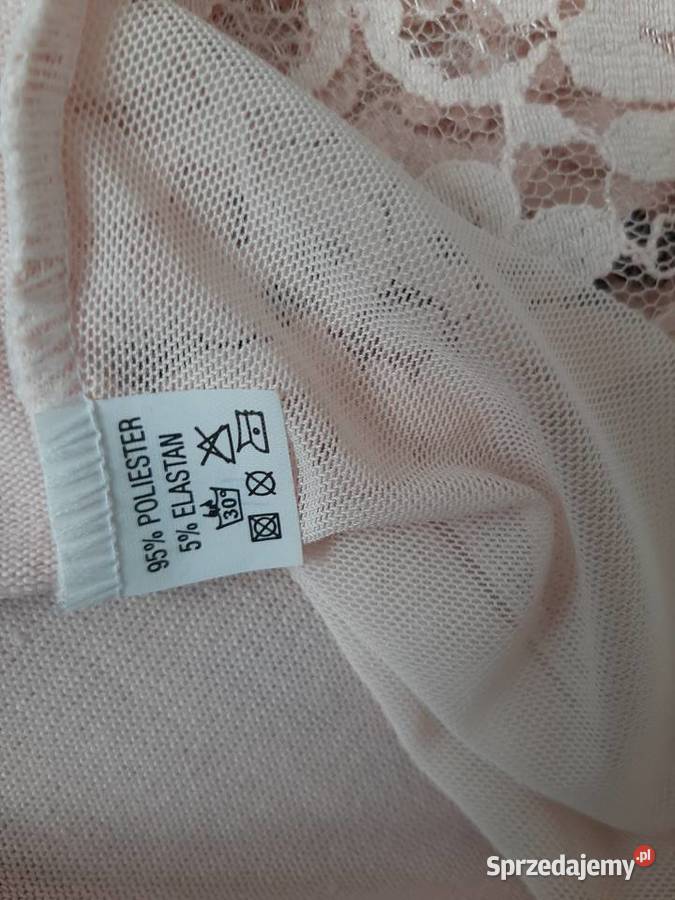 95% POLIESTER
5% ELASTAN
30°
Sprzedajemy.pl